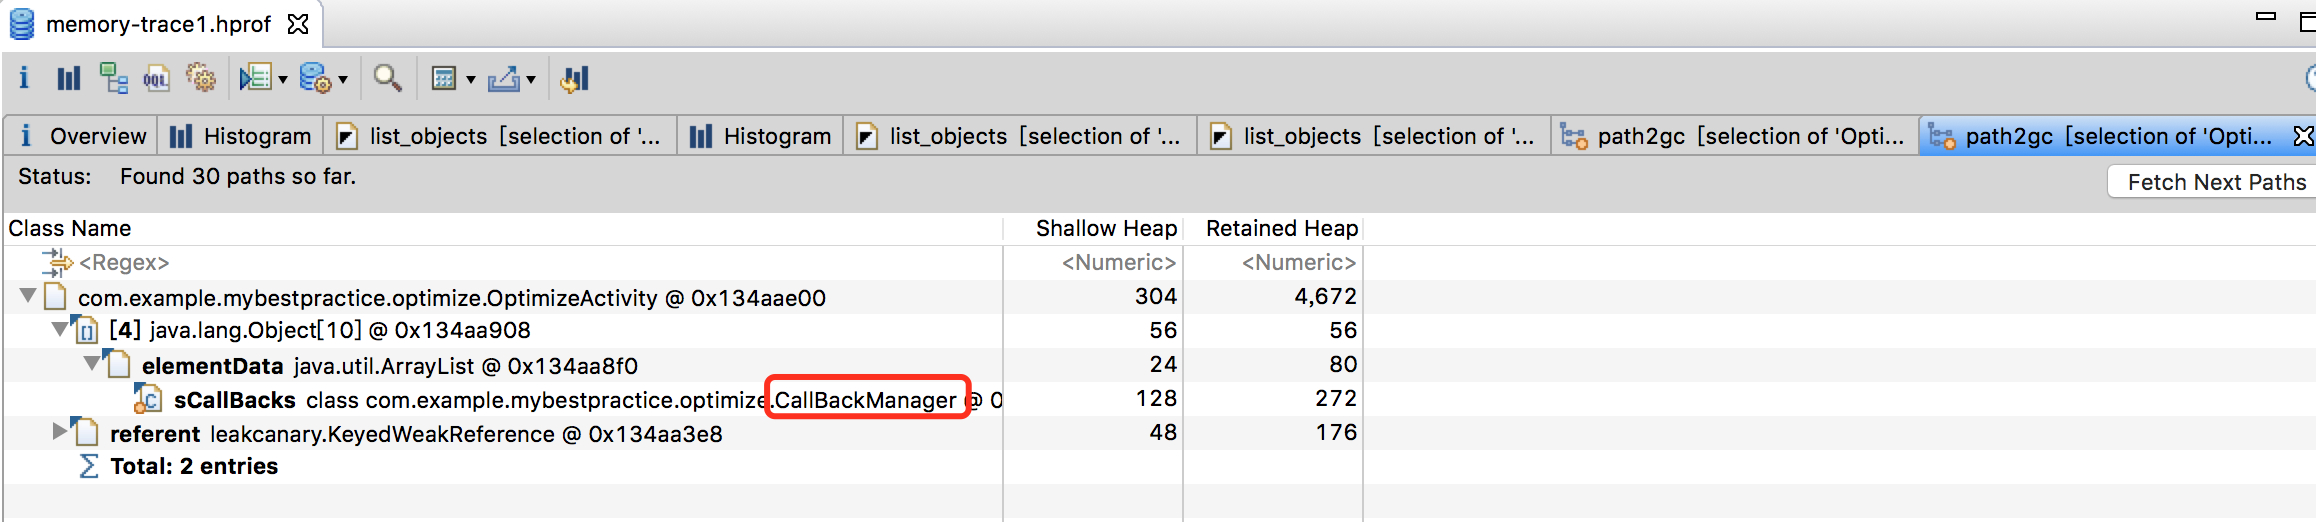 memory-trace1.hprof
OQL
i Overview Histogram list_objects [selection of '... Histogram list_objects [selection of '... list_objects [selection of '... path2gc [selection of 'Opti... path2gc [selection of 'Opti...
Status: Found 30 paths so far.
Fetch Next Paths
Class Name Shallow Heap Retained Heap
<Regex> <Numeric> <Numeric>
com.example.mybestpractice.optimize.OptimizeActivity @ 0x134aae00 304 4,672
[4] java.lang.Object[10] @ 0x134aa908 56 56
elementData java.util.ArrayList @ 0x134aa8f0 24 80
sCallBacks class com.example.mybestpractice.optimize.CallBackManager @ 0 128 272
referent leakcanary.KeyedWeakReference @ 0x134aa3e8 48 176
Σ Total: 2 entries